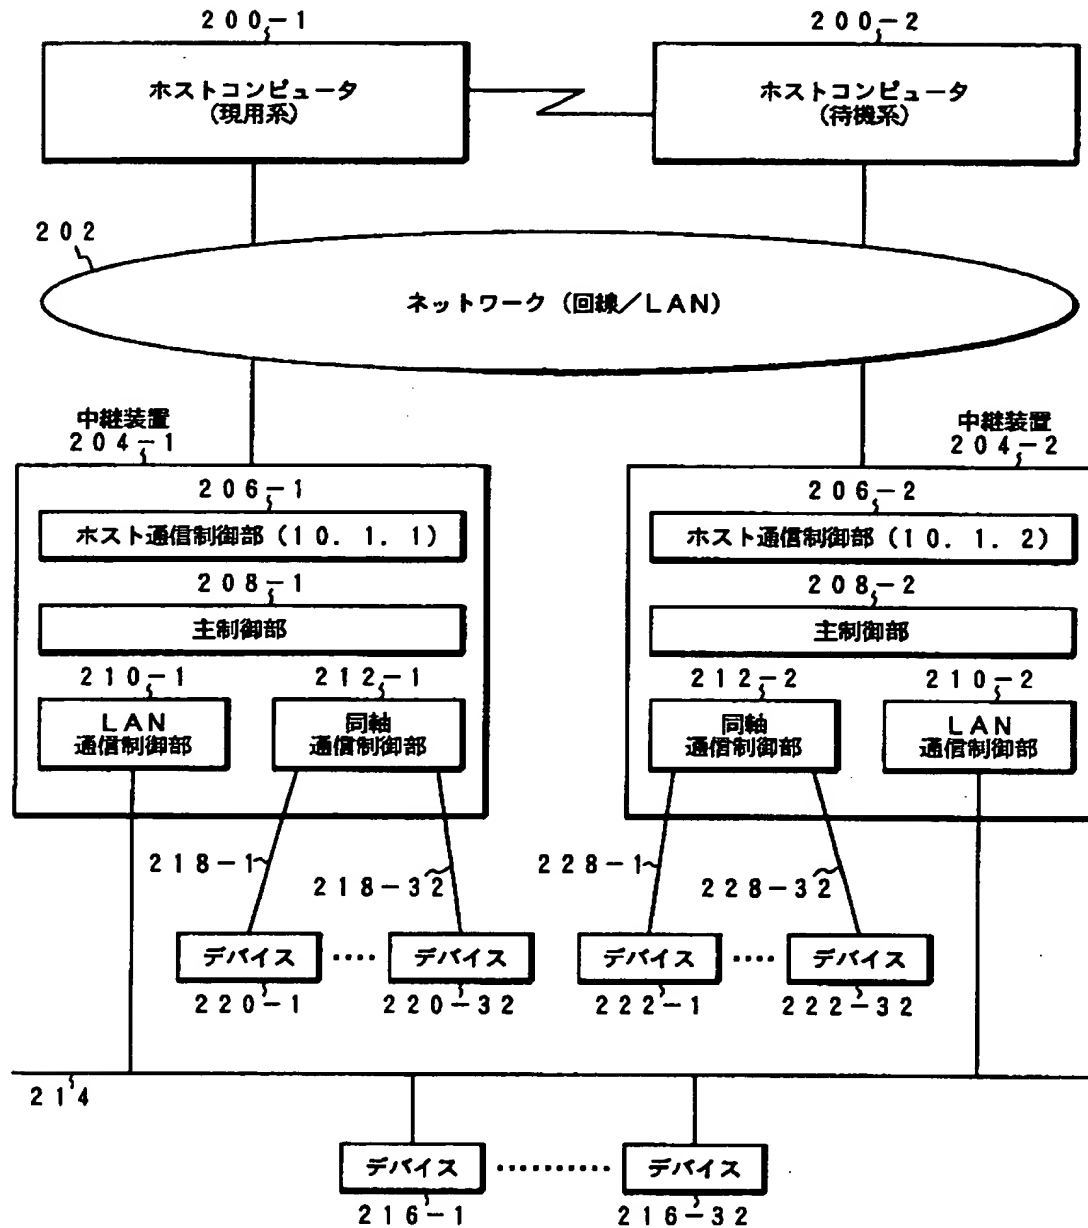 200-1
200-2
ホストコンピュータ
(現用系)
ホストコンピュータ
(待機系)
202
ネットワーク(回線/LAN)
中継装置
204-1
中継装置
204-2
206-1
206-2
ホスト通信制御部(10.1.1)
ホスト通信制御部(10.1.2)
208-1
208-2
主制御部
主制御部
210-1
212-1
212-2
210-2
LAN
通信制御部
同軸
通信制御部
同軸
通信制御部
LAN
通信制御部
218-1
218-32
228-1
228-32
デバイス
····
デバイス
デバイス
····
デバイス
220-1
220-32
222-1
222-32
214
デバイス
··········
デバイス
216-1
216-32